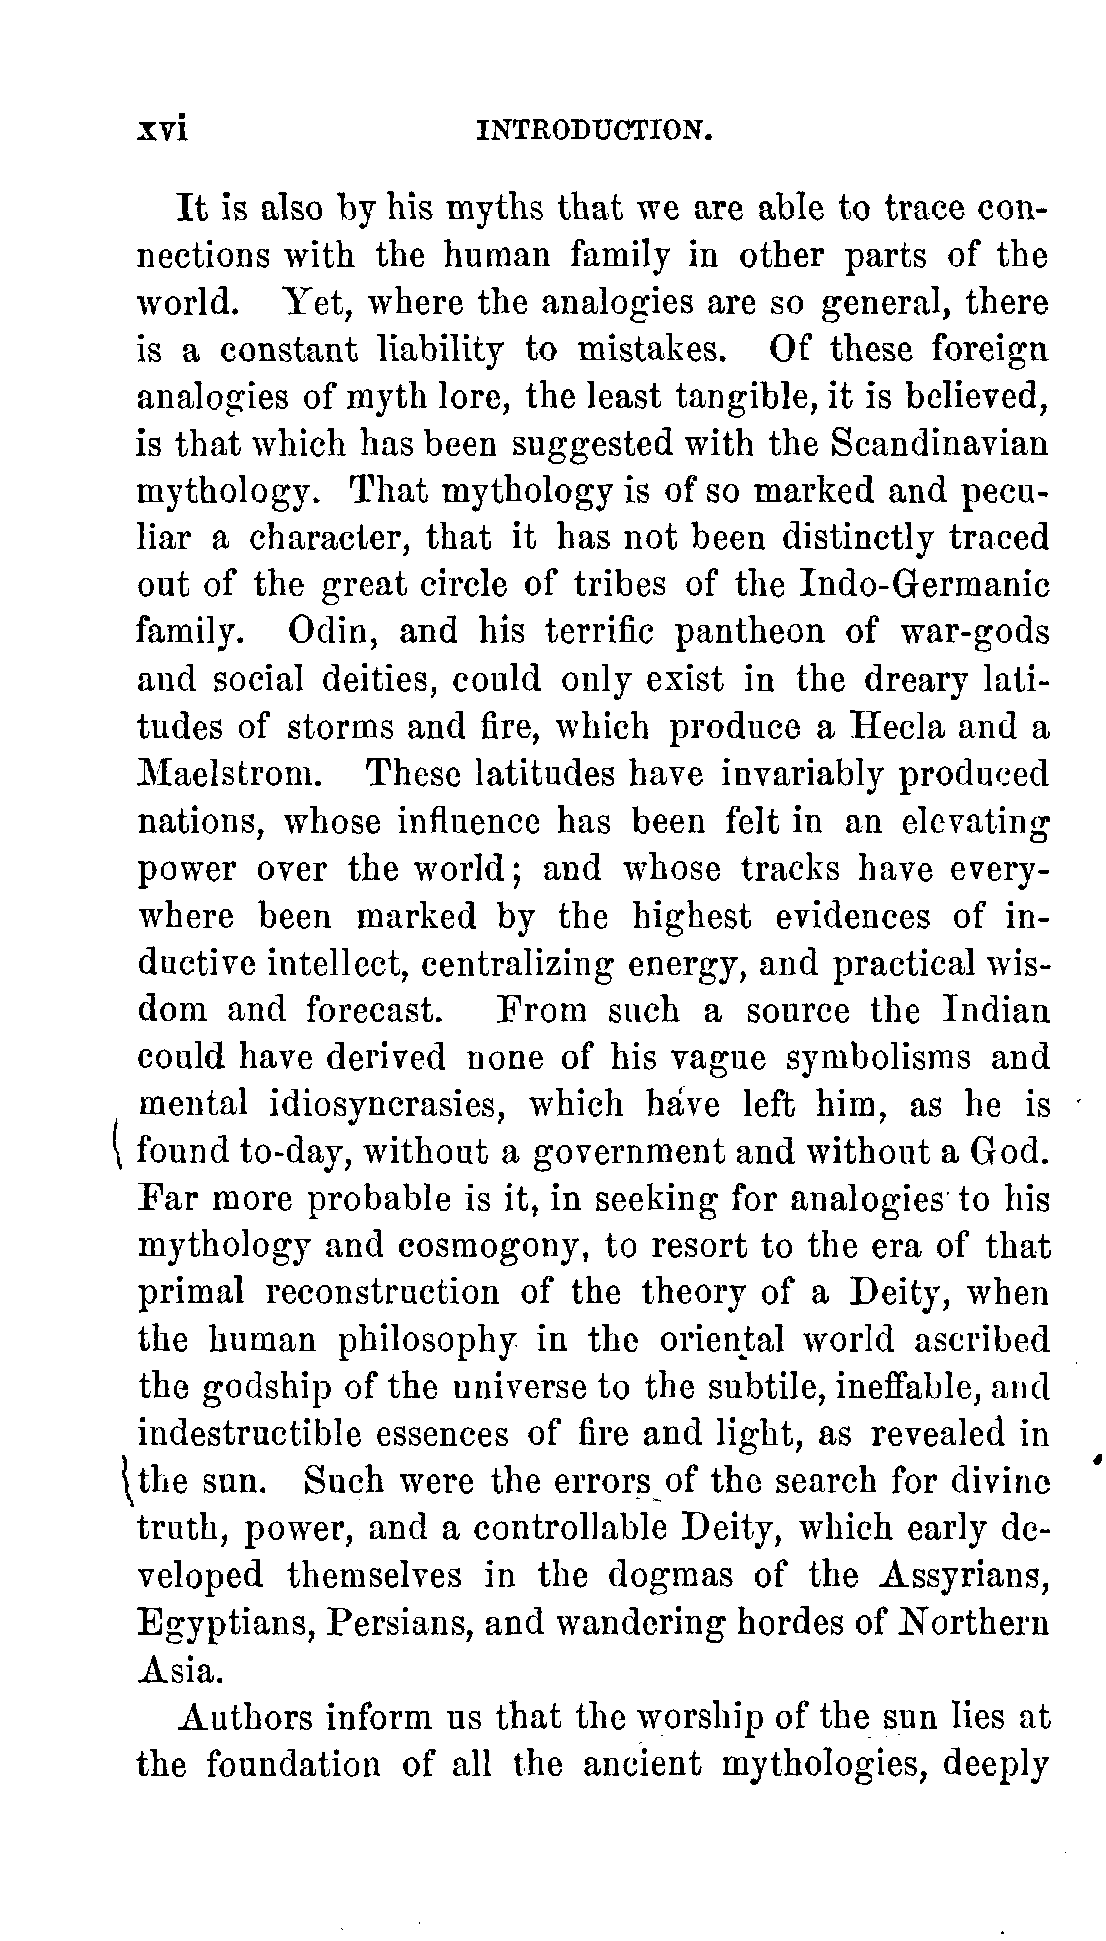 xvi INTRODUCTION.
It is also by his myths that we are able to trace con-
nections with the human family in other parts of the
world. Yet, where the analogies are so general, there
is a constant liability to mistakes. Of these foreign
analogies of myth lore, the least tangible, it is believed,
is that which has been suggested with the Scandinavian
mythology. That mythology is of so marked and pecu-
liar a character, that it has not been distinctly traced
out of the great circle of tribes of the Indo-Germanic
family. Odin, and his terrific pantheon of war-gods
and social deities, could only exist in the dreary lati-
tudes of storms and fire, which produce a Hecla and a
Maelstrom. These latitudes have invariably produced
nations, whose influence has been felt in an elevating
power over the world; and whose tracks have every-
where been marked by the highest evidences of in-
ductive intellect, centralizing energy, and practical wis-
dom and forecast. From such a source the Indian
could have derived none of his vague symbolisms and
mental idiosyncrasies, which have left him, as he is
found to-day, without a government and without a God.
Far more probable is it, in seeking for analogies to his
mythology and cosmogony, to resort to the era of that
primal reconstruction of the theory of a Deity, when
the human philosophy in the oriental world ascribed
the godship of the universe to the subtile, ineffable, and
indestructible essences of fire and light, as revealed in
the sun. Such were the errors of the search for divine
truth, power, and a controllable Deity, which early de-
veloped themselves in the dogmas of the Assyrians,
Egyptians, Persians, and wandering hordes of Northern
Asia.
Authors inform us that the worship of the sun lies at
the foundation of all the ancient mythologies, deeply